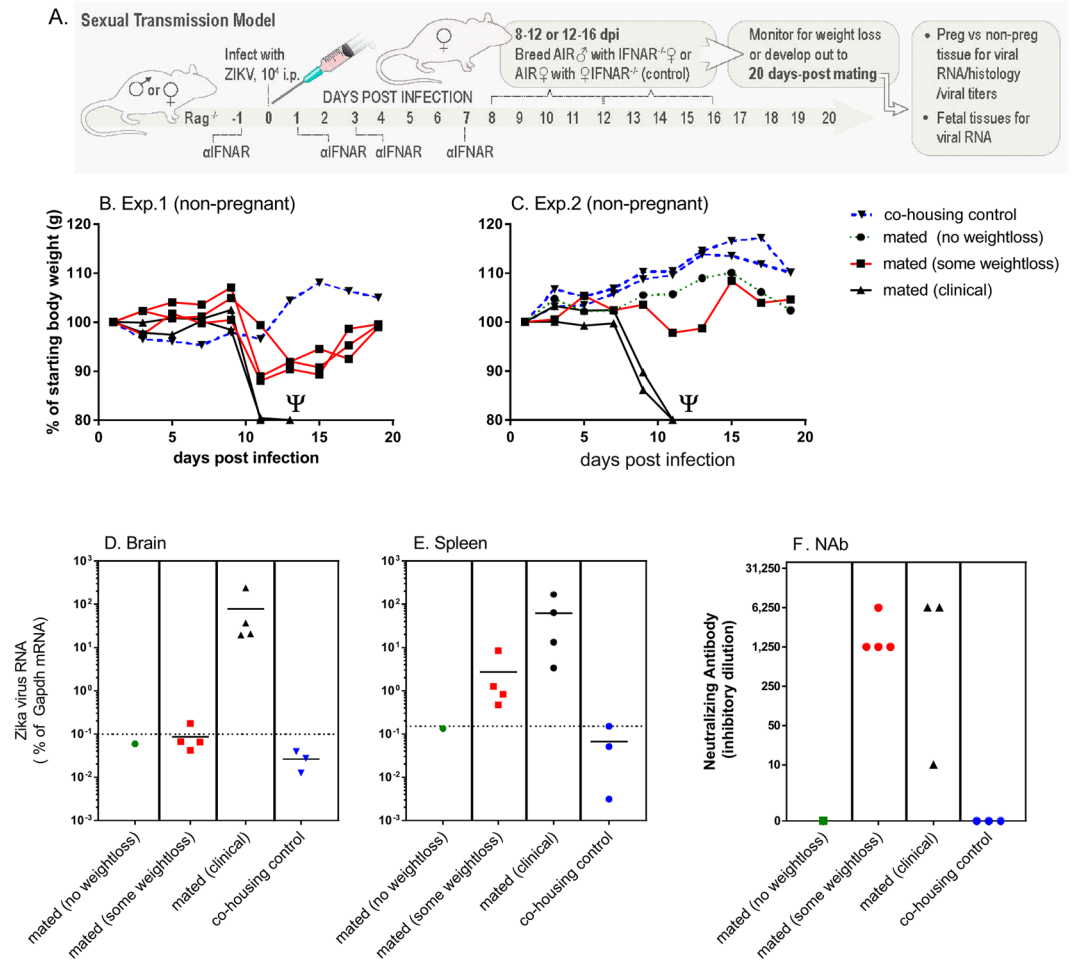 A. Sexual Transmission Model
Infect with
ZIKV, 10⁴ i.p.
♂ or ♀
Rag⁻/⁻
♀
8-12 or 12-16 dpi
Breed AIR♂ with IFNAR⁻/⁻♀ or
AIR♀ with ♀IFNAR⁻/⁻ (control)
Monitor for weight loss
or develop out to
20 days-post mating
• Preg vs non-preg
tissue for viral
RNA/histology
/viral titers
• Fetal tissues for
viral RNA
DAYS POST INFECTION
-1 0 1 2 3 4 5 6 7 8 9 10 11 12 13 14 15 16 17 18 19 20
αIFNAR αIFNAR αIFNAR αIFNAR
B. Exp.1 (non-pregnant)
% of starting body weight (g)
120
110
100
90
80
Ψ
0 5 10 15 20
days post infection
C. Exp.2 (non-pregnant)
120
110
100
90
80
Ψ
0 5 10 15 20
days post infection
co-housing control
mated (no weightloss)
mated (some weightloss)
mated (clinical)
D. Brain
Zika virus RNA
( % of Gapdh mRNA)
10³
10²
10¹
10⁰
10⁻¹
10⁻²
10⁻³
mated (no weightloss)
mated (some weightloss)
mated (clinical)
co-housing control
E. Spleen
10³
10²
10¹
10⁰
10⁻¹
10⁻²
10⁻³
mated (no weightloss)
mated (some weightloss)
mated (clinical)
co-housing control
F. NAb
Neutralizing Antibody
(inhibitory dilution)
31,250
6,250
1,250
250
50
10
0
mated (no weightloss)
mated (some weightloss)
mated (clinical)
co-housing control